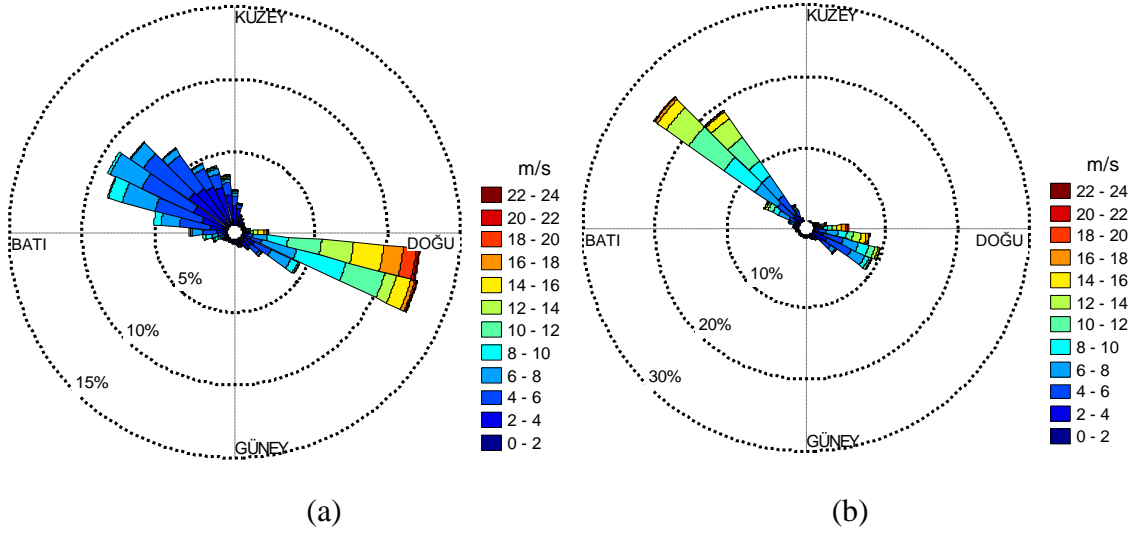 KUZEY
BATI
DOĞU
GÜNEY
5%
10%
15%
m/s
22 - 24
20 - 22
18 - 20
16 - 18
14 - 16
12 - 14
10 - 12
8 - 10
6 - 8
4 - 6
2 - 4
0 - 2
(a)
KUZEY
BATI
DOĞU
GÜNEY
10%
20%
30%
m/s
22 - 24
20 - 22
18 - 20
16 - 18
14 - 16
12 - 14
10 - 12
8 - 10
6 - 8
4 - 6
2 - 4
0 - 2
(b)